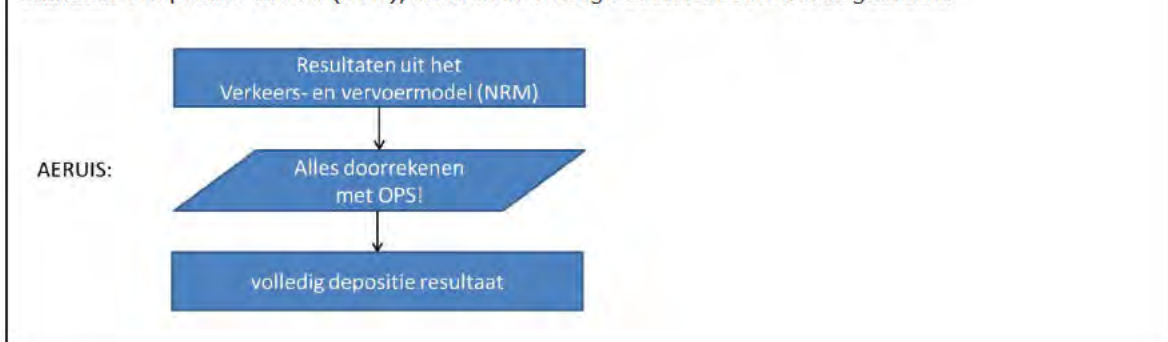 Resultaten uit het
Verkeers- en vervoermodel (NRM)
AERUIS:
Alles doorrekenen
met OPS!
volledig depositie resultaat